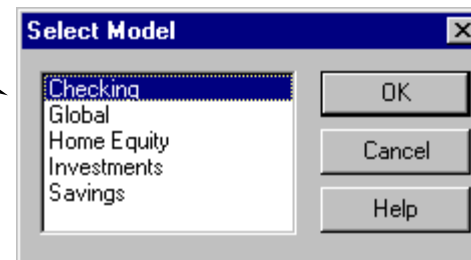 Select Model
Checking
Global
Home Equity
Investments
Savings
OK
Cancel
Help